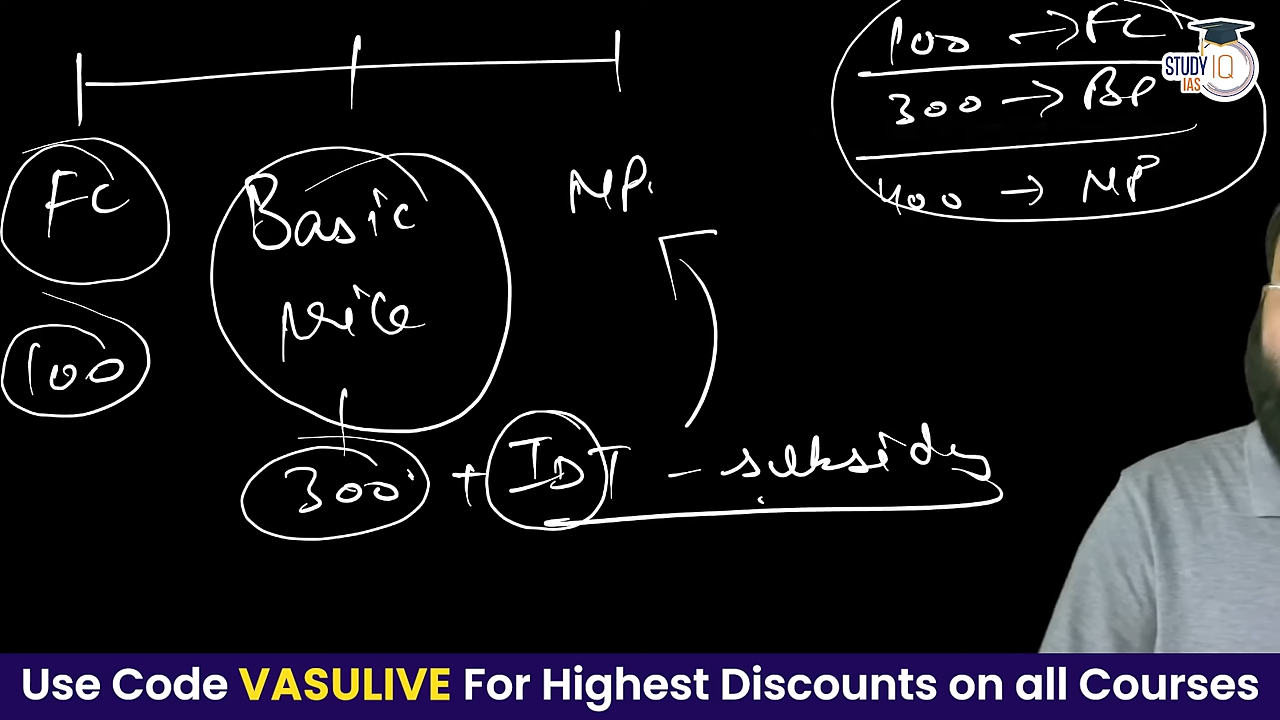 100 → FC
300 → BP
400 → MP
STUDY IQ
IAS
FC
Basic
price
MP.
100
300 + IDT - subsidy
Use Code VASULIVE For Highest Discounts on all Courses